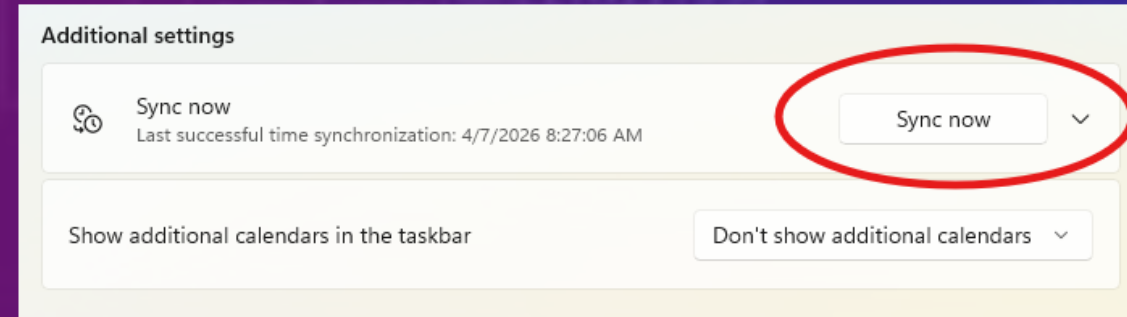 Additional settings
Sync now
Last successful time synchronization: 4/7/2026 8:27:06 AM
Sync now
Show additional calendars in the taskbar
Don't show additional calendars